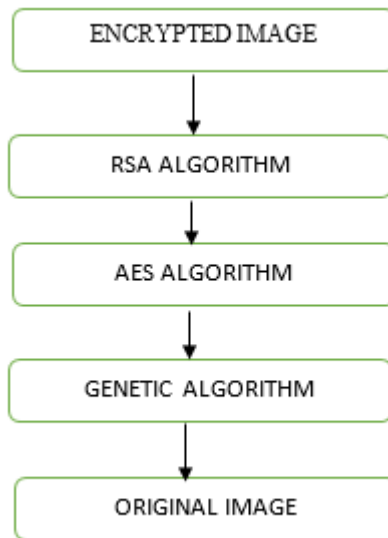 ENCRYPTED IMAGE
RSA ALGORITHM
AES ALGORITHM
GENETIC ALGORITHM
ORIGINAL IMAGE